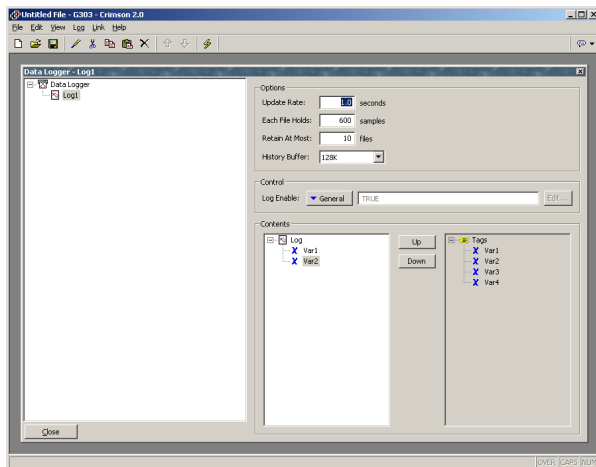 Untitled File - G303 - Crimson 2.0
File Edit View Log Link Help
Data Logger - Log1
Data Logger
Log1
Options
Update Rate: 1.0 seconds
Each File Holds: 600 samples
Retain At Most: 10 files
History Buffer: 128K
Control
Log Enable: General TRUE Edit...
Contents
Log
Var1
Var2
Up
Down
Tags
Var1
Var2
Var3
Var4
Close
OVER CAPS NUM